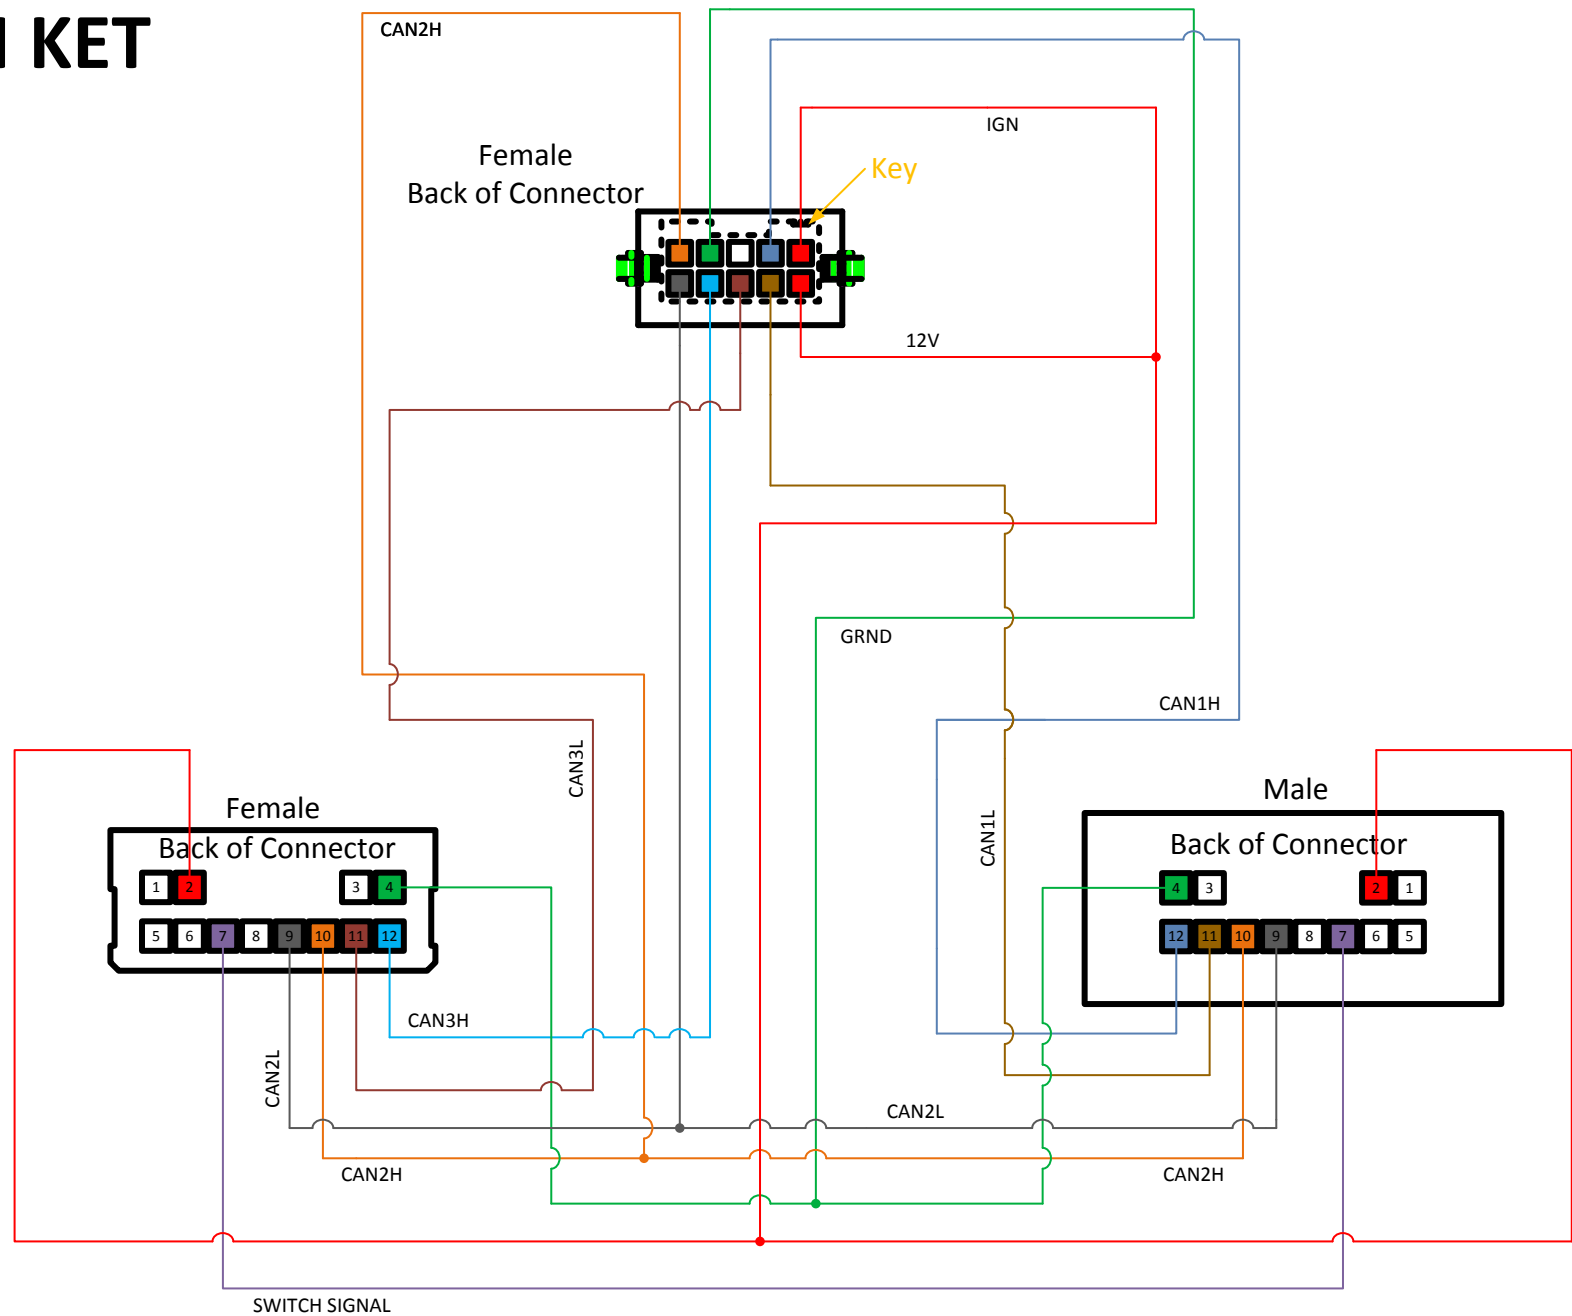 KET
CAN2H
IGN
Female
Back of Connector
Key
12V
GRND
CAN1H
CAN3L
CAN1L
Female
Back of Connector
1 2 3 4
5 6 7 8 9 10 11 12
Male
Back of Connector
4 3 2 1
12 11 10 9 8 7 6 5
CAN3H
CAN2L
CAN2L
CAN2H
CAN2H
SWITCH SIGNAL